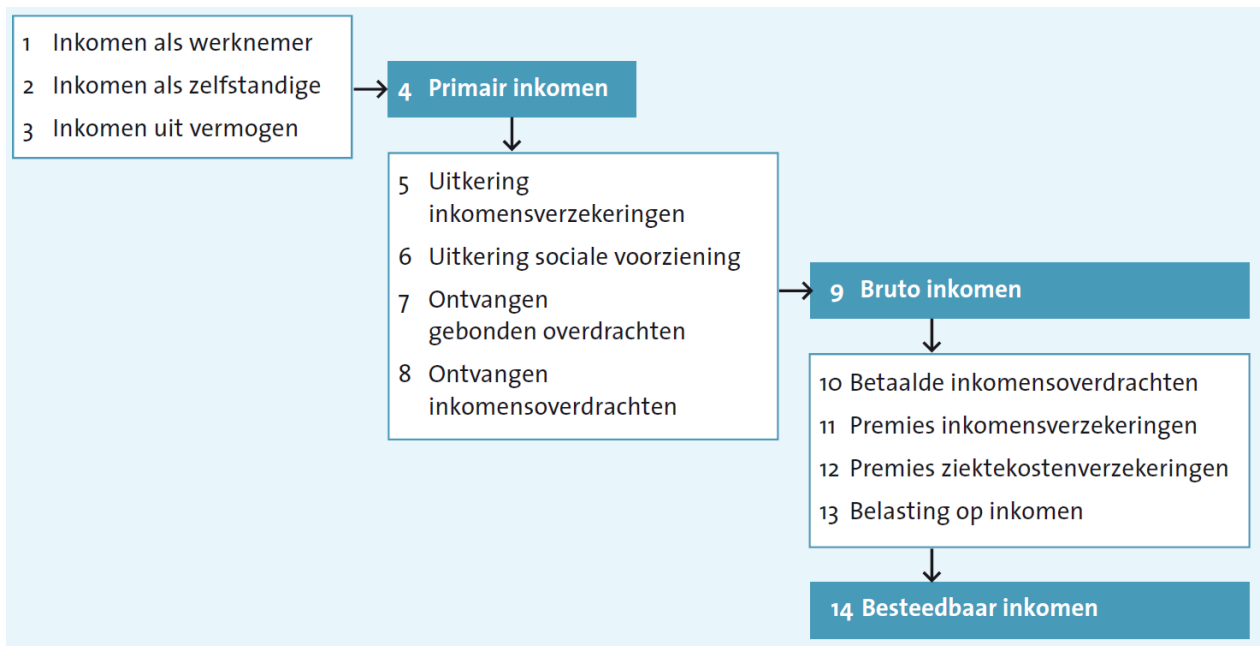 1 Inkomen als werknemer
2 Inkomen als zelfstandige
3 Inkomen uit vermogen
4 Primair inkomen
5 Uitkering
inkomensverzekeringen
6 Uitkering sociale voorziening
7 Ontvangen
gebonden overdrachten
8 Ontvangen
inkomensoverdrachten
9 Bruto inkomen
10 Betaalde inkomensoverdrachten
11 Premies inkomensverzekeringen
12 Premies ziektekostenverzekeringen
13 Belasting op inkomen
14 Besteedbaar inkomen